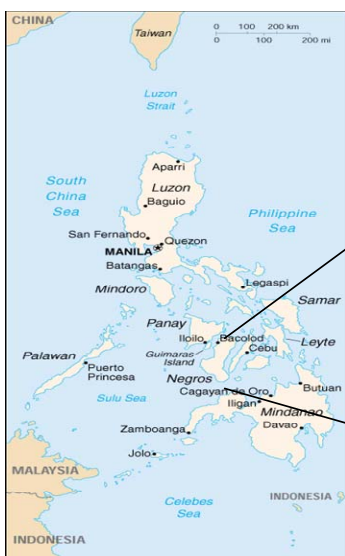 CHINA
Taiwan
0 100 200 km
0 100 200 mi
Luzon
Strait
Aparri
Luzon
Baguio
South
China
Sea
Philippine
Sea
San Fernando
Quezon
MANILA
Batangas
Mindoro
Legaspi
Samar
Panay
Iloilo
Bacolod
Cebu
Leyte
Guimaras
Island
Palawan
Puerto
Princesa
Negros
Cagayan de Oro
Butuan
Sulu Sea
Iligan
Mindanao
Davao
Zamboanga
Jolo
MALAYSIA
Celebes
Sea
INDONESIA
INDONESIA